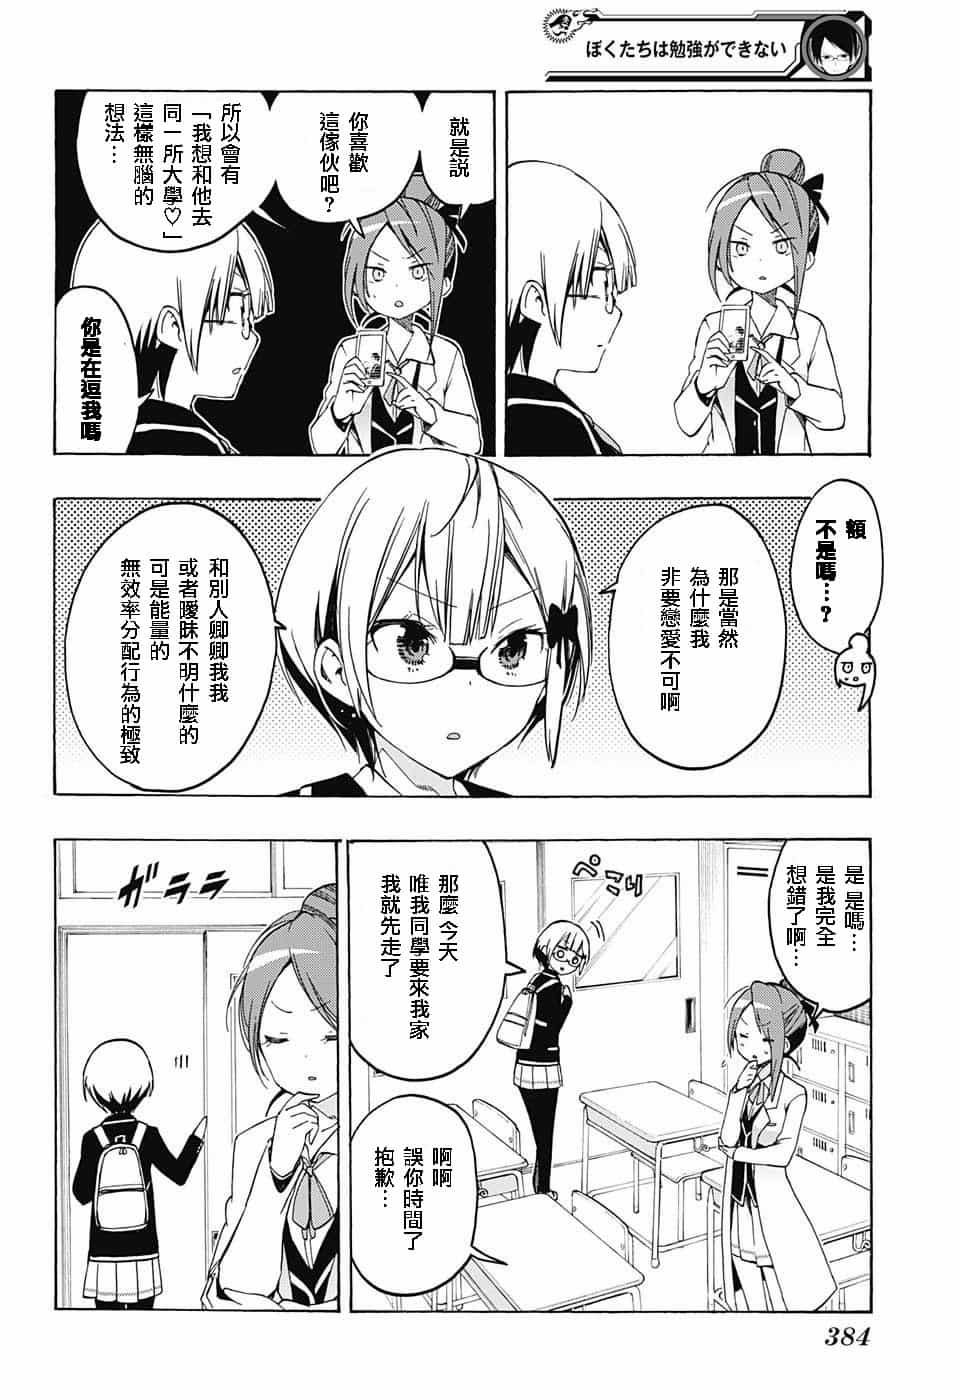 ぼくたちは勉強ができない
就是説
你喜歡
這傢伙吧？
所以會有
「我想和他去
同一所大學♡」
這樣無腦的
想法…
你是在逗我嗎
額
不是嗎…？
那是當然
為什麼我
非要戀愛不可啊
和別人卿卿我我
或者曖昧不明什麼的
可是能量的
無效率分配行為的極致
是 是嗎…
是我完全
想錯了啊…
ぺこり
那麼 今天
唯我同學要來我家
我就先走了
啊啊
誤你時間了
抱歉…
ガララ
384